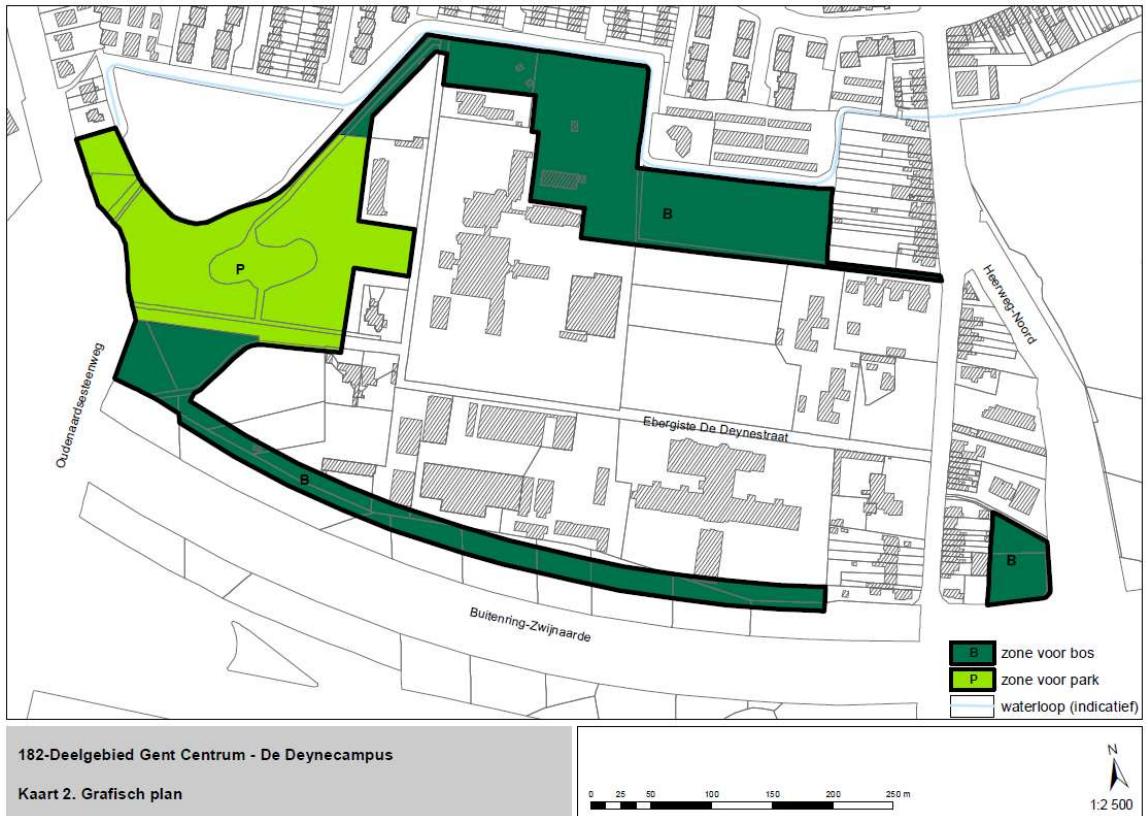 P
B
B
B
Oudenaardsesteenweg
Heerweg-Noord
Ebergiste De Deynestraat
Buitenring-Zwijnaarde
B zone voor bos
P zone voor park
waterloop (indicatief)
182-Deelgebied Gent Centrum - De Deynecampus
Kaart 2. Grafisch plan
0 25 50 100 150 200 250 m
N
1:2 500